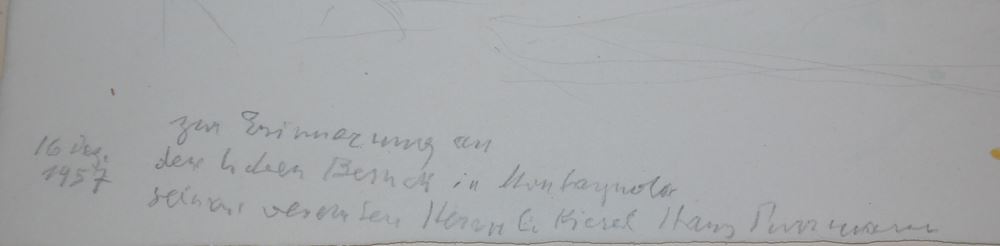 zur Erinnerung an
16 Dez. den lieben Besuch in Montagnola
1957 seinem verehrten Herrn Kiesel Hans Purrmann